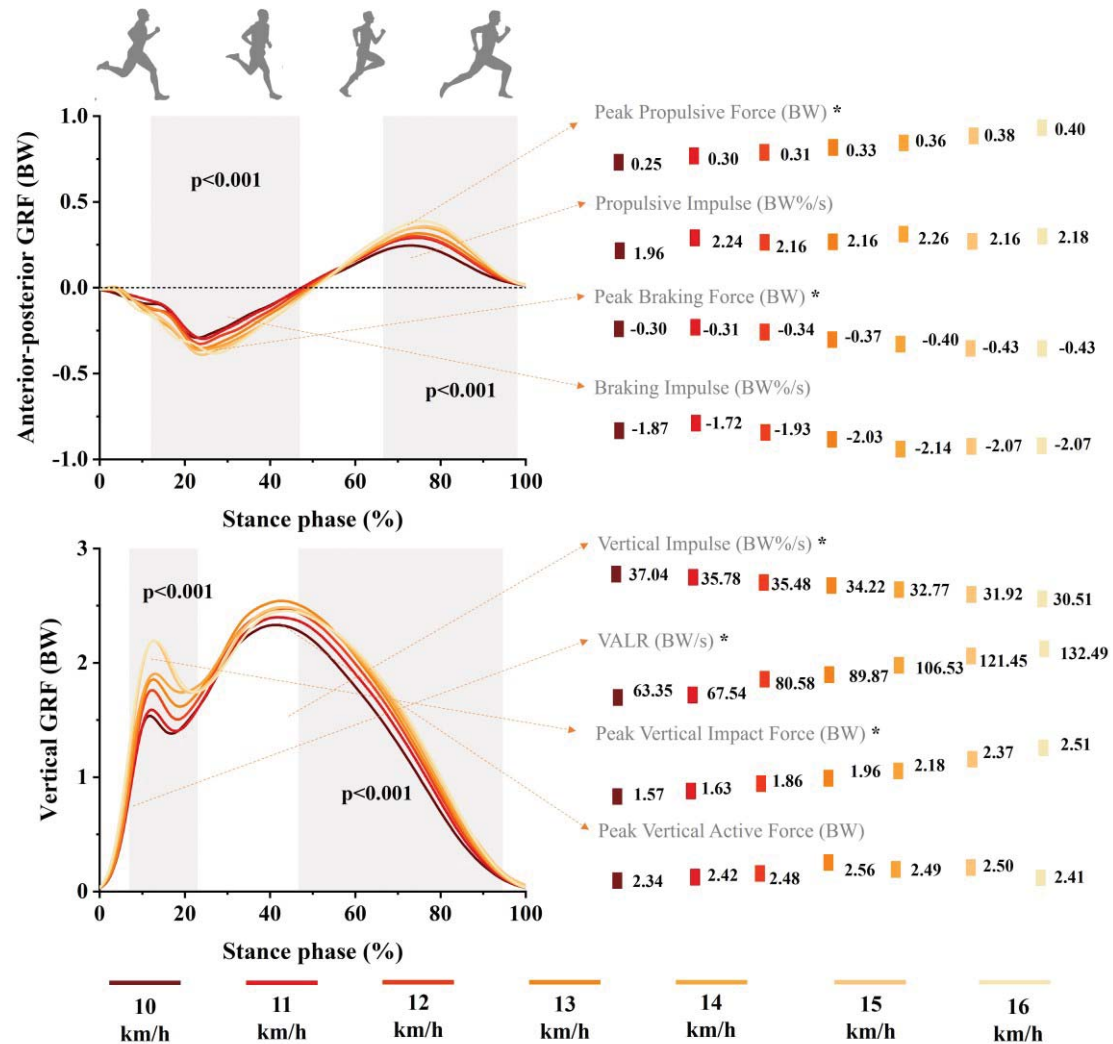 Anterior-posterior GRF (BW)
1.0
0.5
0.0
-0.5
-1.0
p<0.001
p<0.001
0
20
40
60
80
100
Stance phase (%)
Peak Propulsive Force (BW) *
0.25 0.30 0.31 0.33 0.36 0.38 0.40
Propulsive Impulse (BW%/s)
1.96 2.24 2.16 2.16 2.26 2.16 2.18
Peak Braking Force (BW) *
-0.30 -0.31 -0.34 -0.37 -0.40 -0.43 -0.43
Braking Impulse (BW%/s)
-1.87 -1.72 -1.93 -2.03 -2.14 -2.07 -2.07
Vertical GRF (BW)
3
2
1
0
p<0.001
p<0.001
0
20
40
60
80
100
Stance phase (%)
Vertical Impulse (BW%/s) *
37.04 35.78 35.48 34.22 32.77 31.92 30.51
VALR (BW/s) *
63.35 67.54 80.58 89.87 106.53 121.45 132.49
Peak Vertical Impact Force (BW) *
1.57 1.63 1.86 1.96 2.18 2.37 2.51
Peak Vertical Active Force (BW)
2.34 2.42 2.48 2.56 2.49 2.50 2.41
10 km/h
11 km/h
12 km/h
13 km/h
14 km/h
15 km/h
16 km/h